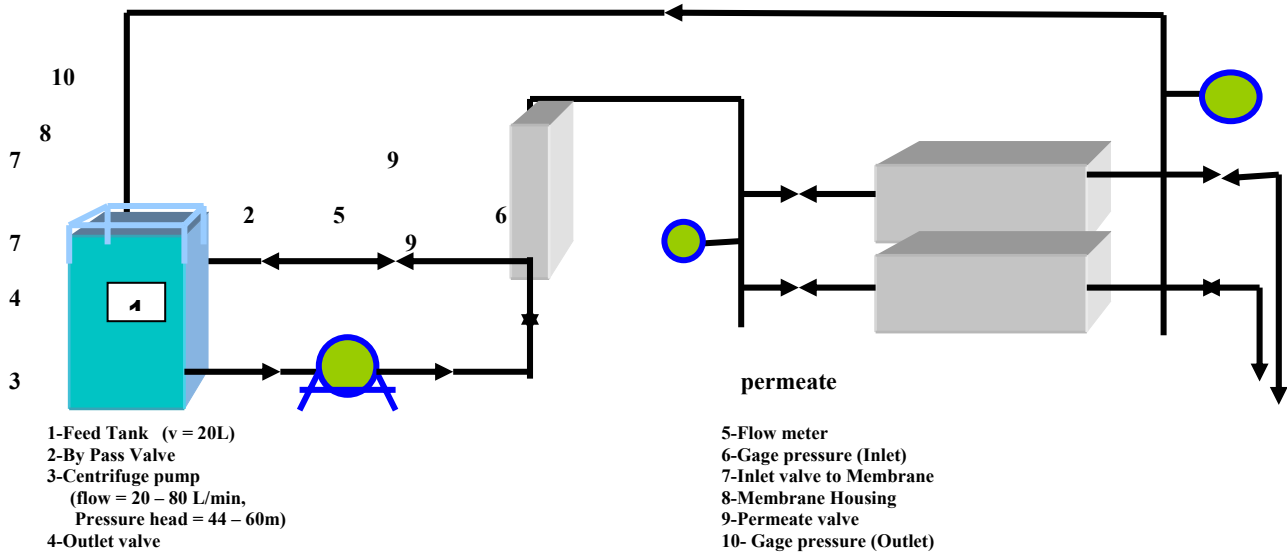 10
8
7
9
2
5
6
7
9
4
1
3
permeate
1-Feed Tank (v = 20L)
2-By Pass Valve
3-Centrifuge pump
(flow = 20 – 80 L/min,
Pressure head = 44 – 60m)
4-Outlet valve
5-Flow meter
6-Gage pressure (Inlet)
7-Inlet valve to Membrane
8-Membrane Housing
9-Permeate valve
10- Gage pressure (Outlet)